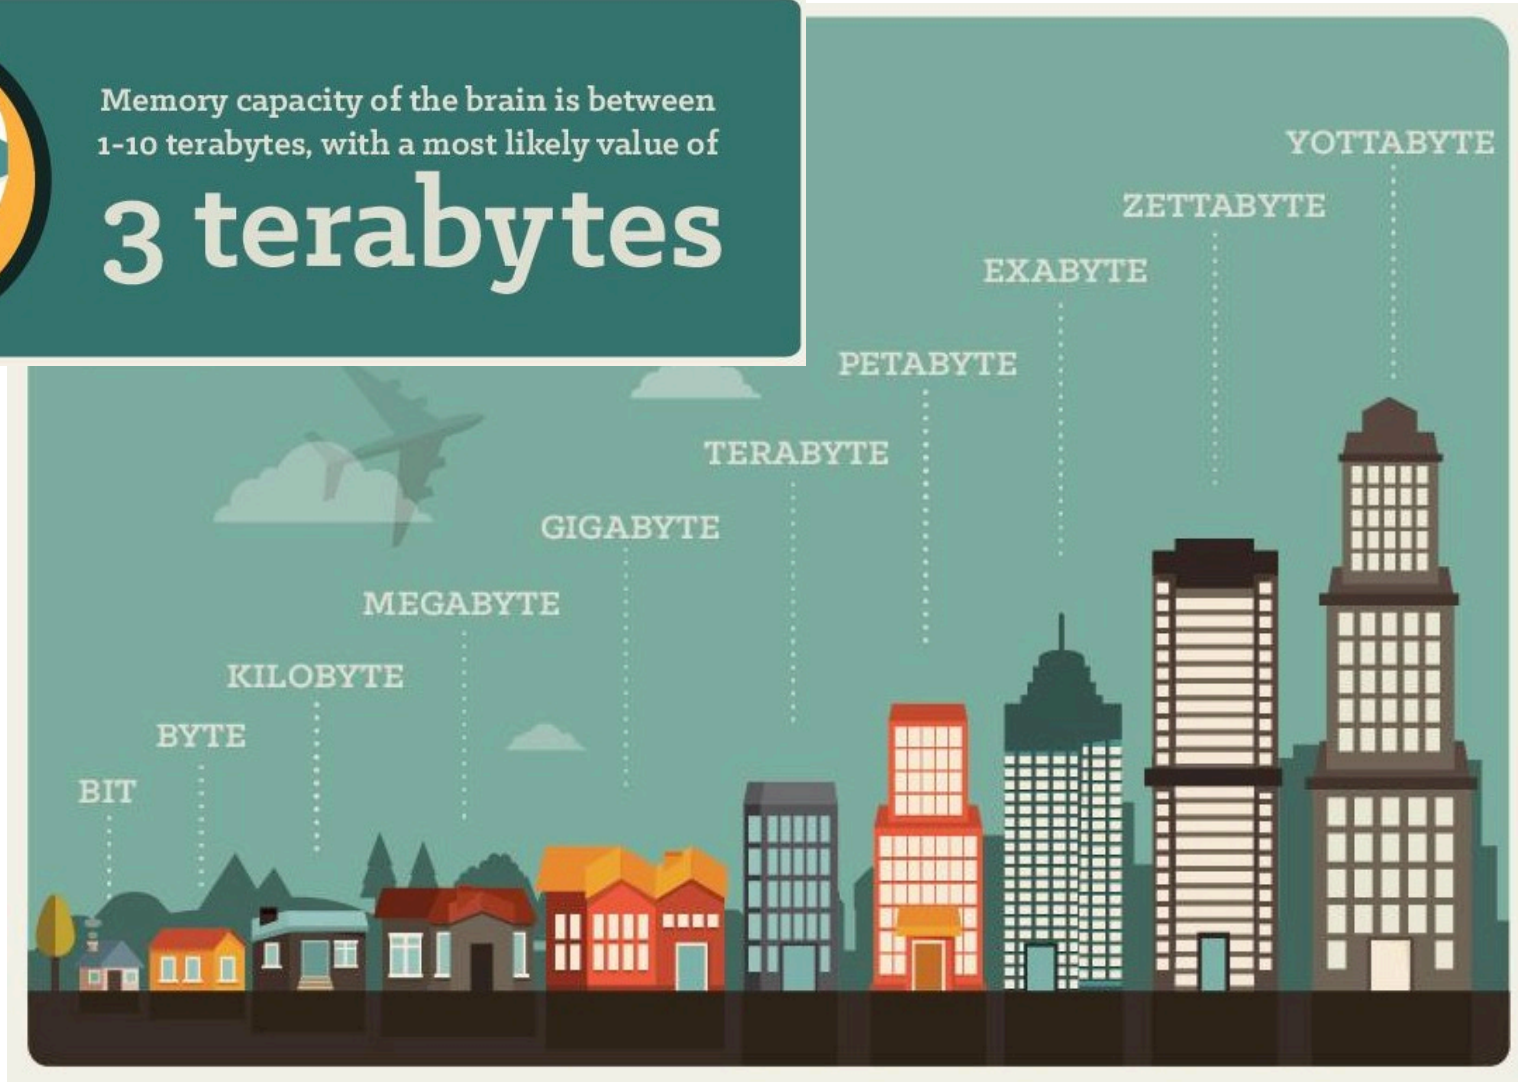 Memory capacity of the brain is between
1-10 terabytes, with a most likely value of
3 terabytes
YOTTABYTE
ZETTABYTE
EXABYTE
PETABYTE
TERABYTE
GIGABYTE
MEGABYTE
KILOBYTE
BYTE
BIT